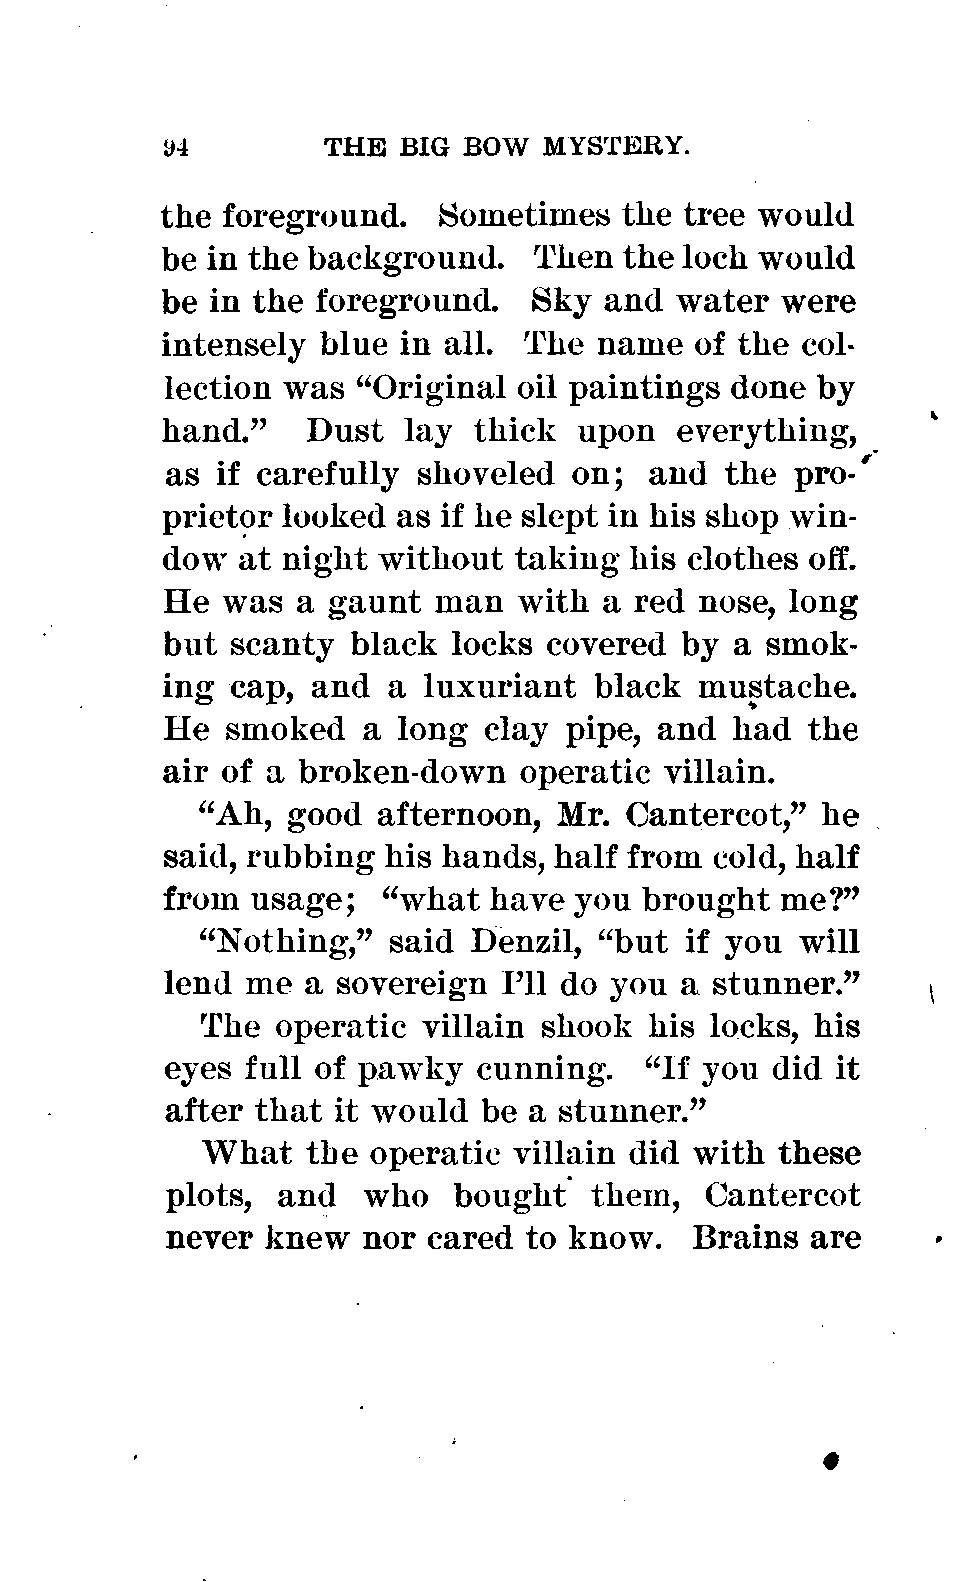 94 THE BIG BOW MYSTERY.
the foreground. Sometimes the tree would
be in the background. Then the loch would
be in the foreground. Sky and water were
intensely blue in all. The name of the col-
lection was “Original oil paintings done by
hand.” Dust lay thick upon everything,
as if carefully shoveled on; and the pro-
prietor looked as if he slept in his shop win-
dow at night without taking his clothes off.
He was a gaunt man with a red nose, long
but scanty black locks covered by a smok-
ing cap, and a luxuriant black mustache.
He smoked a long clay pipe, and had the
air of a broken-down operatic villain.
“Ah, good afternoon, Mr. Cantercot,” he
said, rubbing his hands, half from cold, half
from usage; “what have you brought me?”
“Nothing,” said Denzil, “but if you will
lend me a sovereign I’ll do you a stunner.”
The operatic villain shook his locks, his
eyes full of pawky cunning. “If you did it
after that it would be a stunner.”
What the operatic villain did with these
plots, and who bought them, Cantercot
never knew nor cared to know. Brains are